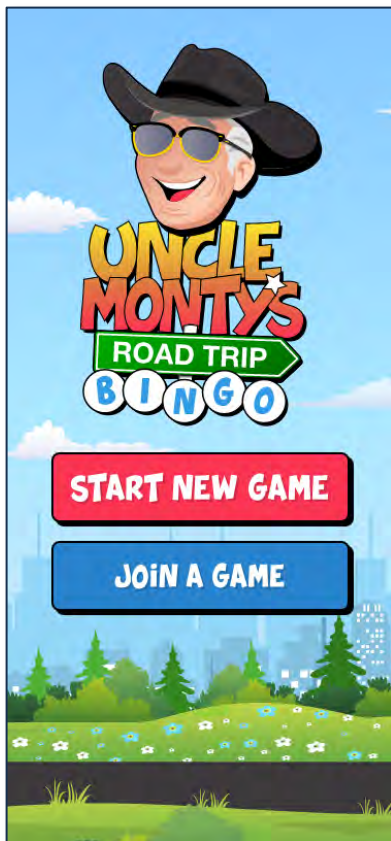 UNCLE
MONTY'S
ROAD TRIP
BINGO
START NEW GAME
JOiN A GAME